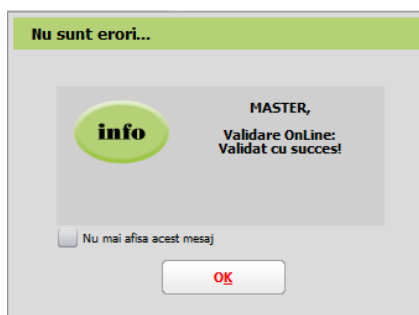 Nu sunt erori...
info
MASTER,
Validare OnLine:
Validat cu succes!
Nu mai afisa acest mesaj
OK